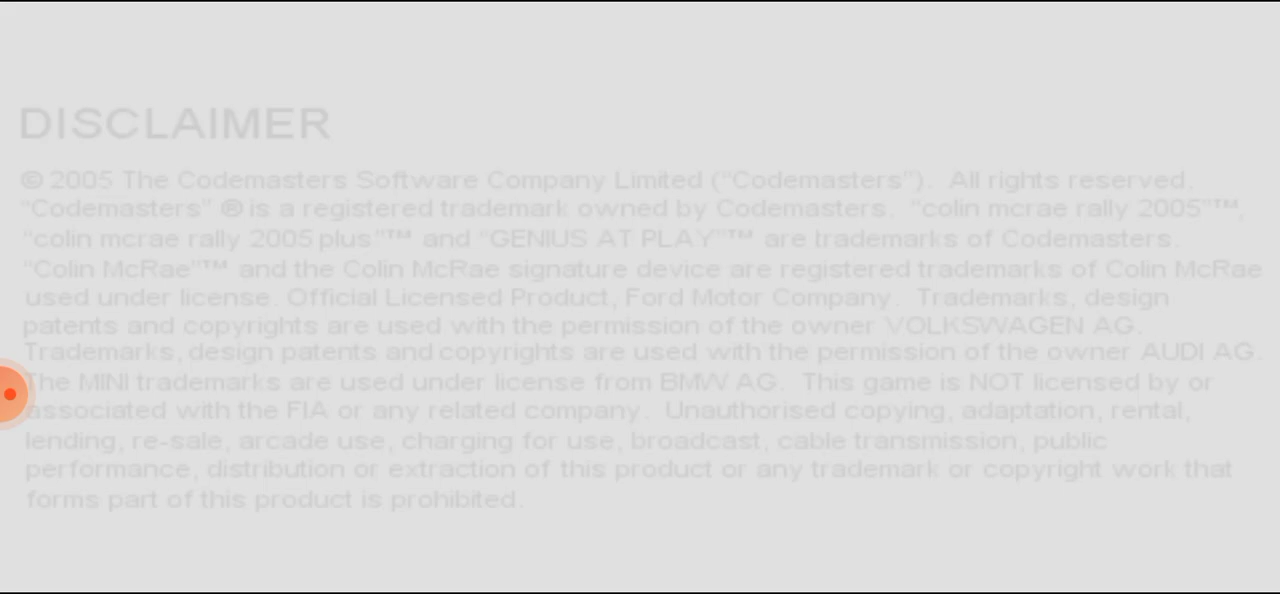 DISCLAIMER
© 2005 The Codemasters Software Company Limited (“Codemasters”). All rights reserved.
“Codemasters” ® is a registered trademark owned by Codemasters. “colin mcrae rally 2005”™,
“colin mcrae rally 2005 plus”™ and “GENIUS AT PLAY”™ are trademarks of Codemasters.
“Colin McRae”™ and the Colin McRae signature device are registered trademarks of Colin McRae
used under license. Official Licensed Product, Ford Motor Company. Trademarks, design
patents and copyrights are used with the permission of the owner VOLKSWAGEN AG.
Trademarks, design patents and copyrights are used with the permission of the owner AUDI AG.
The MINI trademarks are used under license from BMW AG. This game is NOT licensed by or
associated with the FIA or any related company. Unauthorised copying, adaptation, rental,
lending, re-sale, arcade use, charging for use, broadcast, cable transmission, public
performance, distribution or extraction of this product or any trademark or copyright work that
forms part of this product is prohibited.